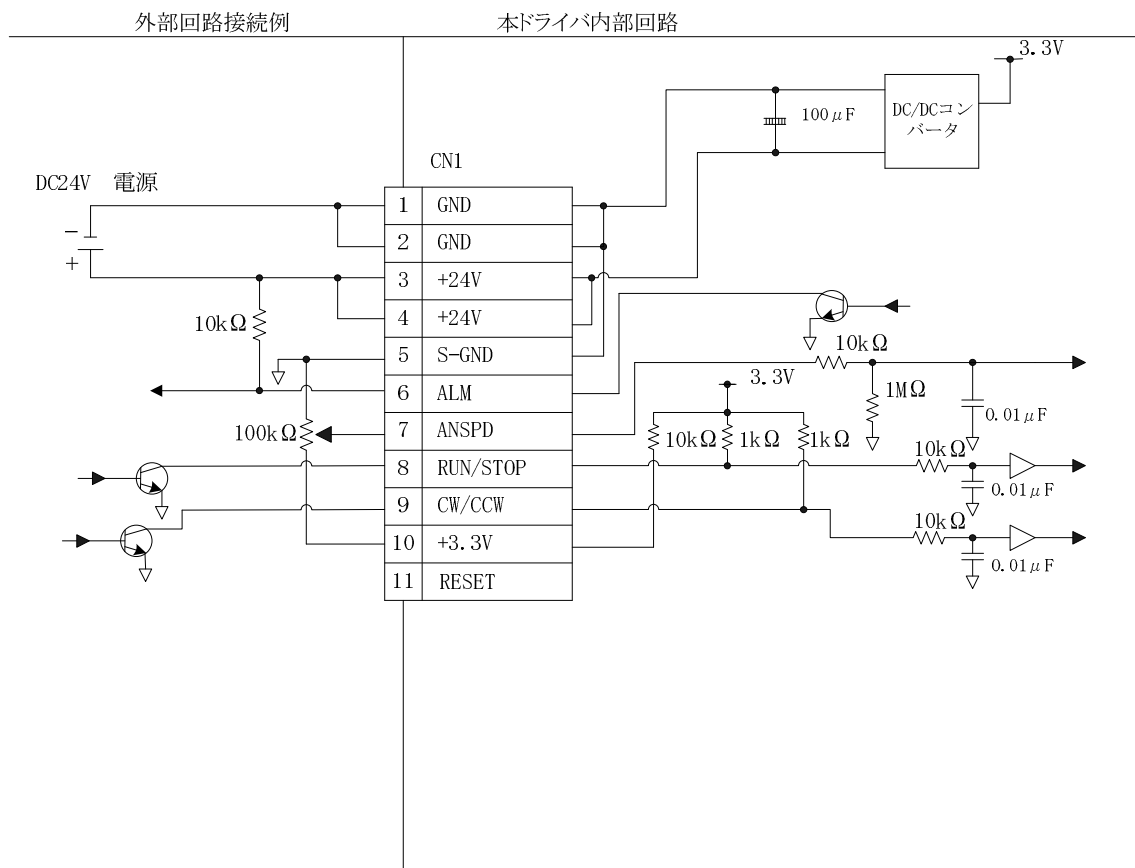 外部回路接続例
本ドライバ内部回路
3.3V
DC/DCコン
バータ
100μF
CN1
DC24V 電源
-
+
1 GND
2 GND
3 +24V
4 +24V
5 S-GND
6 ALM
7 ANSPD
8 RUN/STOP
9 CW/CCW
10 +3.3V
11 RESET
10kΩ
100kΩ
10kΩ
1MΩ
0.01μF
3.3V
10kΩ
1kΩ
1kΩ
10kΩ
0.01μF
10kΩ
0.01μF